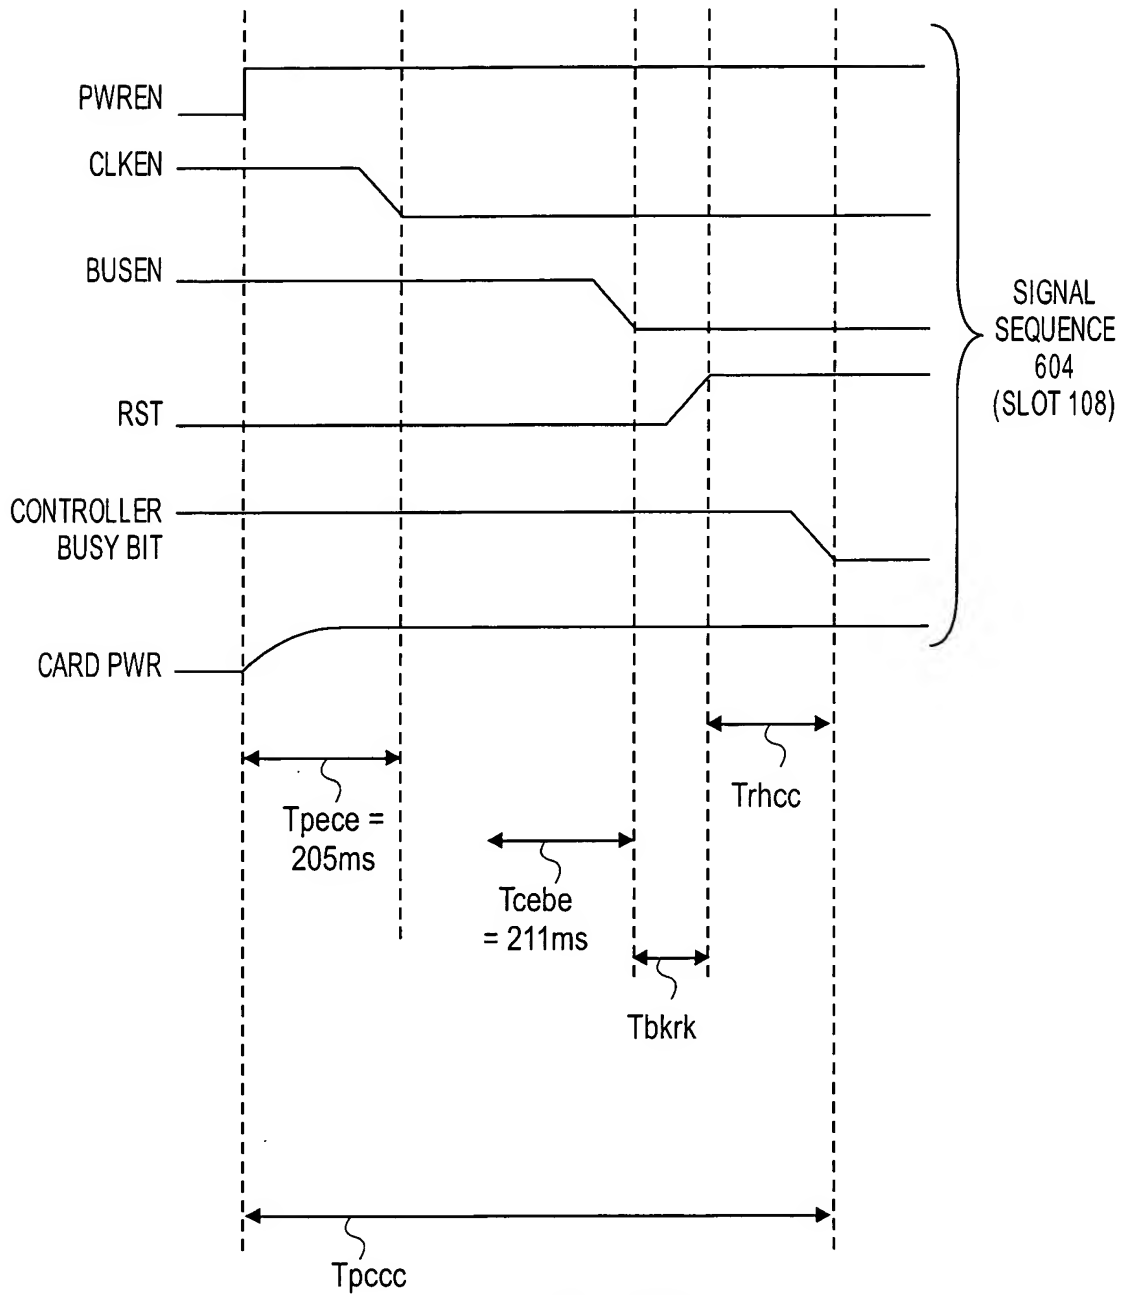 PWREN
CLKEN
BUSEN
RST
CONTROLLER
BUSY BIT
CARD PWR
SIGNAL
SEQUENCE
604
(SLOT 108)
Trhcc
Tpece =
205ms
Tcebe
= 211ms
Tbkrk
Tpccc